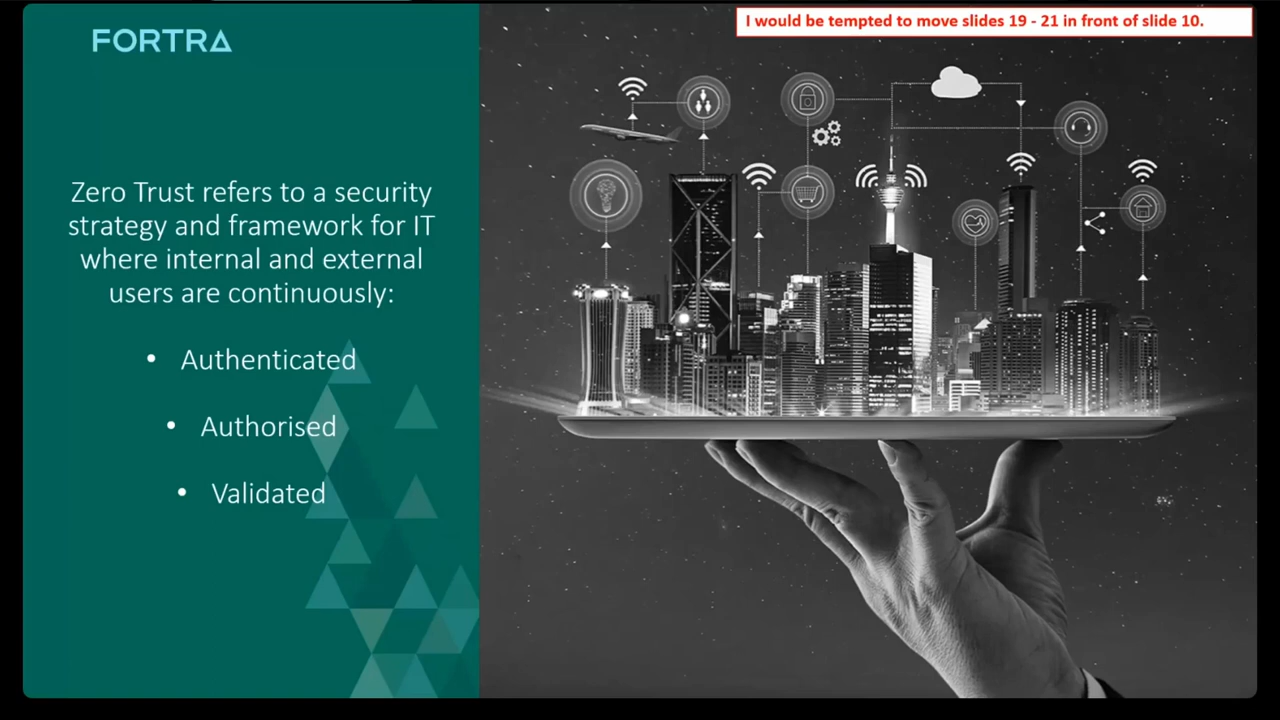 FORTRA
I would be tempted to move slides 19 - 21 in front of slide 10.
Zero Trust refers to a security
strategy and framework for IT
where internal and external
users are continuously:
• Authenticated
• Authorised
• Validated